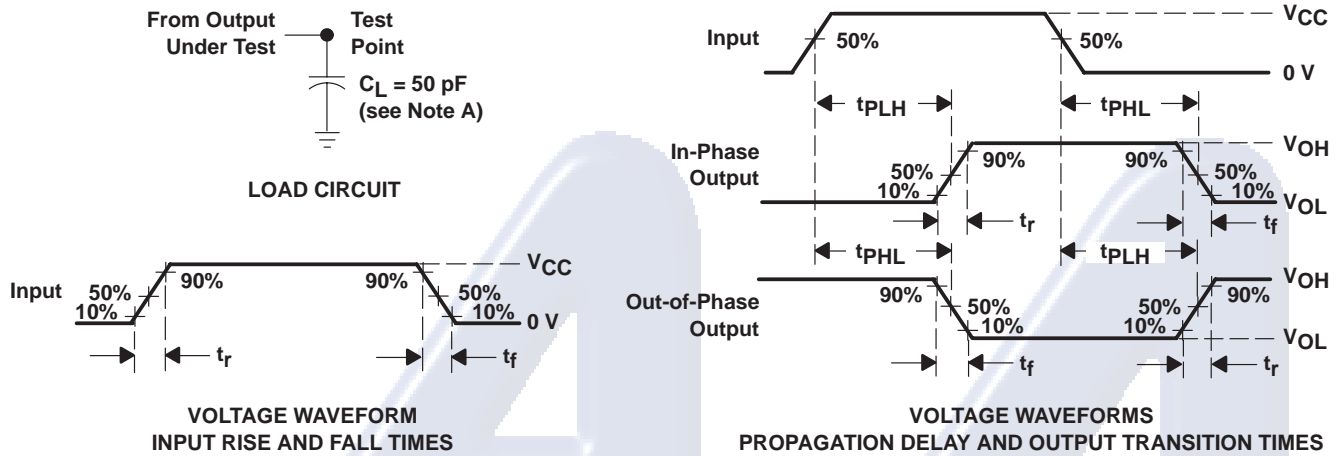 From Output
Under Test
Test
Point
CL = 50 pF
(see Note A)
LOAD CIRCUIT
Input
10%
50%
90%
90%
50%
10%
VCC
0 V
tr
tf
VOLTAGE WAVEFORM
INPUT RISE AND FALL TIMES
Input
50%
50%
VCC
0 V
tPLH
tPHL
In-Phase
Output
10%
50%
90%
90%
50%
10%
VOH
VOL
tr
tf
tPHL
tPLH
Out-of-Phase
Output
90%
50%
10%
10%
50%
90%
VOH
VOL
tf
tr
VOLTAGE WAVEFORMS
PROPAGATION DELAY AND OUTPUT TRANSITION TIMES